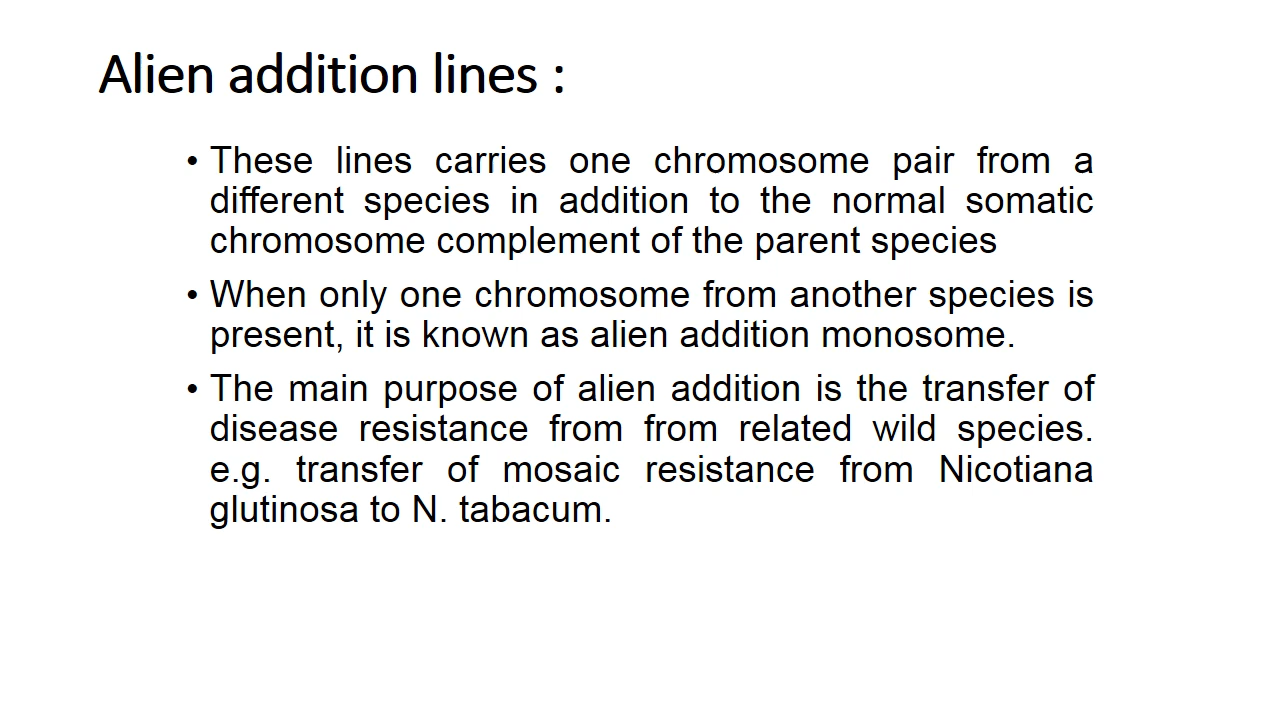 Alien addition lines :
• These lines carries one chromosome pair from a
different species in addition to the normal somatic
chromosome complement of the parent species
• When only one chromosome from another species is
present, it is known as alien addition monosome.
• The main purpose of alien addition is the transfer of
disease resistance from from related wild species.
e.g. transfer of mosaic resistance from Nicotiana
glutinosa to N. tabacum.